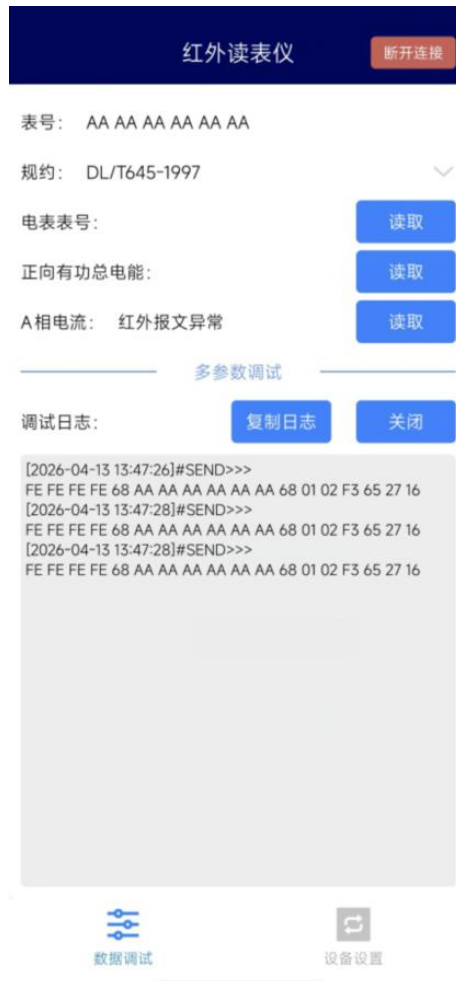 红外读表仪
断开连接
表号: AA AA AA AA AA AA
规约: DL/T645-1997
电表表号:
读取
正向有功总电能:
读取
A相电流: 红外报文异常
读取
多参数调试
调试日志:
复制日志
关闭
[2026-04-13 13:47:26]#SEND>>>
FE FE FE FE 68 AA AA AA AA AA AA 68 01 02 F3 65 27 16
[2026-04-13 13:47:28]#SEND>>>
FE FE FE FE 68 AA AA AA AA AA AA 68 01 02 F3 65 27 16
[2026-04-13 13:47:28]#SEND>>>
FE FE FE FE 68 AA AA AA AA AA AA 68 01 02 F3 65 27 16
数据调试
设备设置